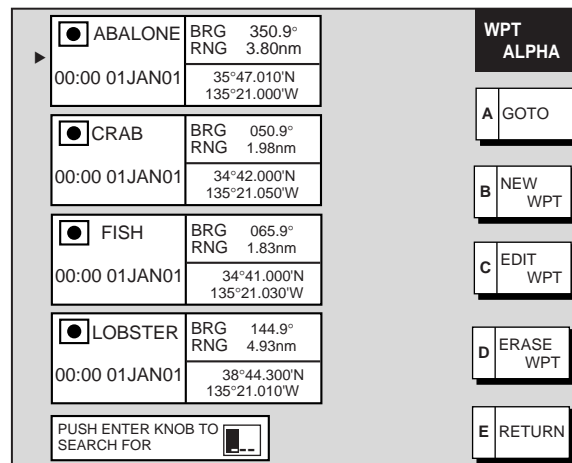 ABALONE
BRG 350.9°
RNG 3.80nm
00:00 01JAN01
35°47.010'N
135°21.000'W
CRAB
BRG 050.9°
RNG 1.98nm
00:00 01JAN01
34°42.000'N
135°21.050'W
FISH
BRG 065.9°
RNG 1.83nm
00:00 01JAN01
34°41.000'N
135°21.030'W
LOBSTER
BRG 144.9°
RNG 4.93nm
00:00 01JAN01
38°44.300'N
135°21.010'W
PUSH ENTER KNOB TO
SEARCH FOR _ - -
WPT
ALPHA
A GOTO
B NEW
WPT
C EDIT
WPT
D ERASE
WPT
E RETURN